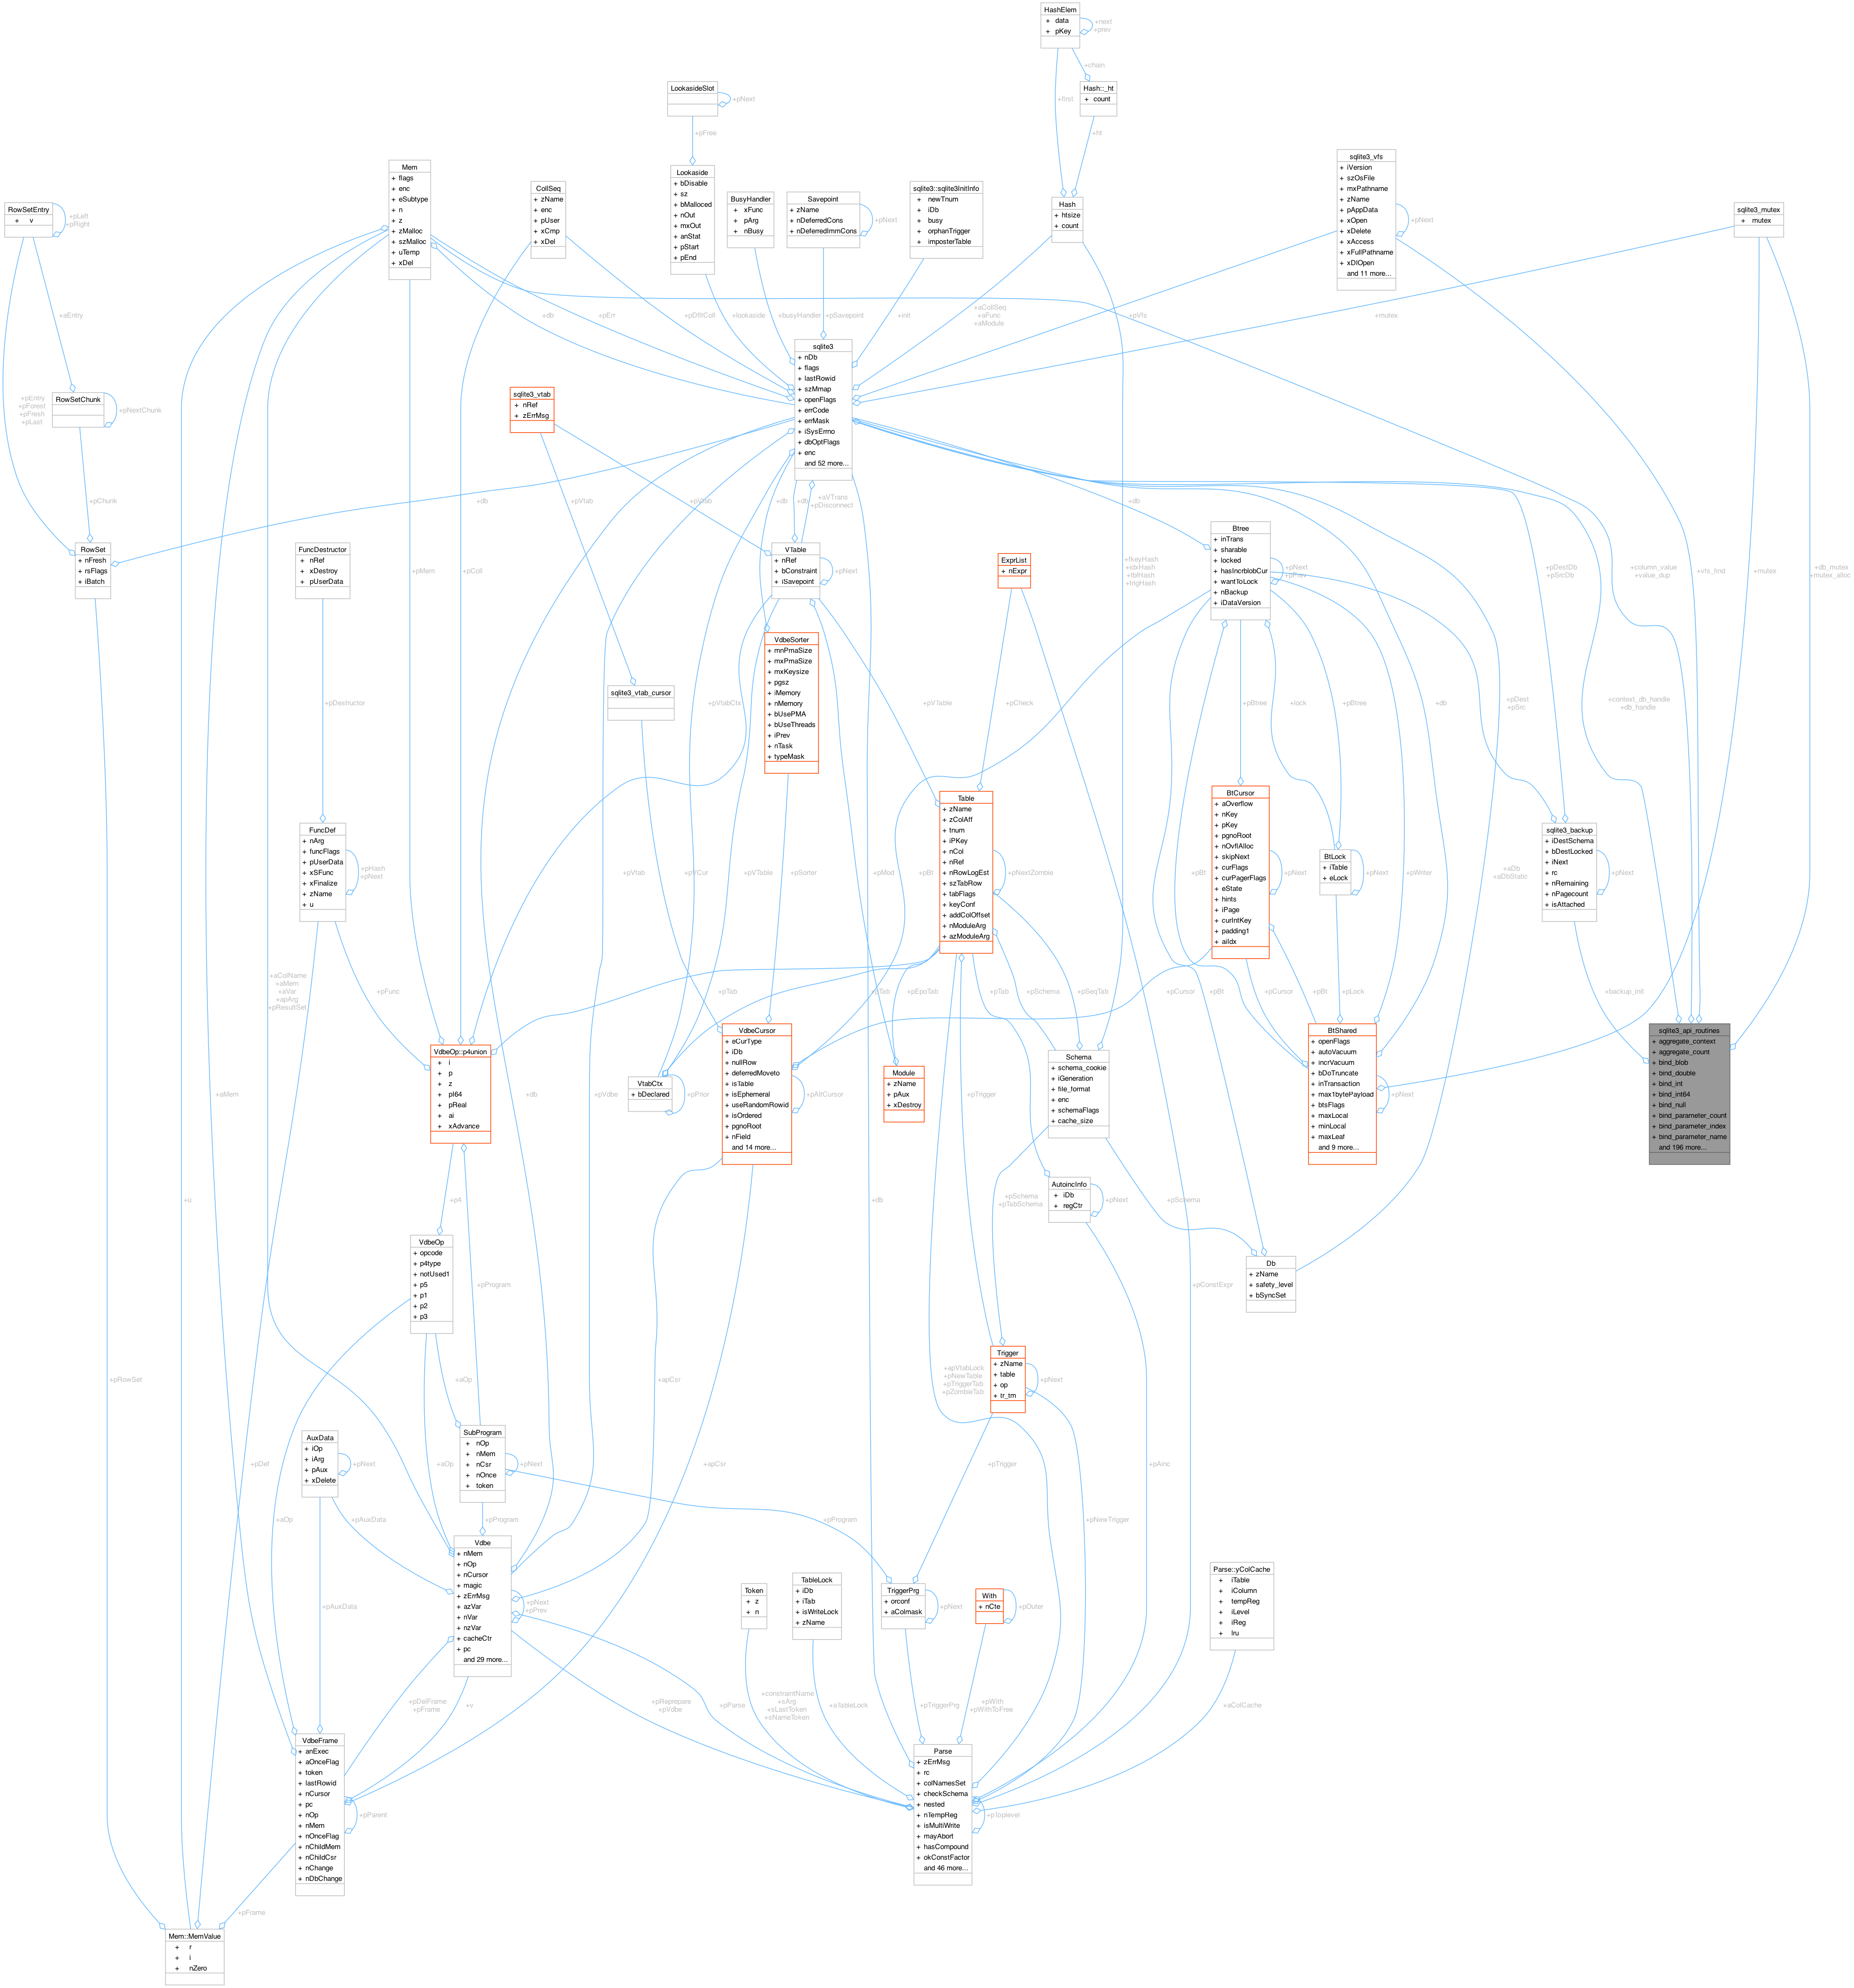 HashElem
+ data
+ pKey
+next
+prev
+chain
LookasideSlot
+pNext
Hash::_ht
+ count
+first
+ht
+pFree
Mem
+ flags
+ enc
+ eSubtype
+ n
+ z
+ zMalloc
+ szMalloc
+ uTemp
+ xDel
CollSeq
+ zName
+ enc
+ pUser
+ xCmp
+ xDel
Lookaside
+ bDisable
+ sz
+ bMalloced
+ nOut
+ mxOut
+ anStat
+ pStart
+ pEnd
BusyHandler
+ xFunc
+ pArg
+ nBusy
Savepoint
+ zName
+ nDeferredCons
+ nDeferredImmCons
+pNext
sqlite3::sqlite3InitInfo
+ newTnum
+ iDb
+ busy
+ orphanTrigger
+ imposterTable
Hash
+ htsize
+ count
sqlite3_vfs
+ iVersion
+ szOsFile
+ mxPathname
+ zName
+ pAppData
+ xOpen
+ xDelete
+ xAccess
+ xFullPathname
+ xDlOpen
and 11 more...
+pNext
sqlite3_mutex
+ mutex
RowSetEntry
+ v
+pLeft
+pRight
+aEntry
+db
+pErr
+pDfltColl
+lookaside
+busyHandler
+pSavepoint
+init
+aCollSeq
+aFunc
+aModule
+pVfs
+mutex
sqlite3
+ nDb
+ flags
+ lastRowid
+ szMmap
+ openFlags
+ errCode
+ errMask
+ iSysErrno
+ dbOptFlags
+ enc
and 52 more...
RowSetChunk
+pNextChunk
+pEntry
+pForest
+pFresh
+pLast
sqlite3_vtab
+ nRef
+ zErrMsg
+pChunk
+db
+pVtab
+pVtab
+db
+db
+aVTrans
+pDisconnect
+db
RowSet
+ nFresh
+ rsFlags
+ iBatch
FuncDestructor
+ nRef
+ xDestroy
+ pUserData
+pMem
+pColl
VTable
+ nRef
+ bConstraint
+ iSavepoint
+pNext
ExprList
+ nExpr
+fkeyHash
+idxHash
+tblHash
+trigHash
Btree
+ inTrans
+ sharable
+ locked
+ hasIncrblobCur
+ wantToLock
+ nBackup
+ iDataVersion
+pNext
+pPrev
+pDestDb
+pSrcDb
+column_value
+value_dup
+vfs_find
+mutex
+db_mutex
+mutex_alloc
VdbeSorter
+ mnPmaSize
+ mxPmaSize
+ mxKeysize
+ pgsz
+ iMemory
+ nMemory
+ bUsePMA
+ bUseThreads
+ iPrev
+ nTask
+ typeMask
sqlite3_vtab_cursor
+pDestructor
+pVtabCtx
+pVTable
+pCheck
+pBtree
+lock
+pBtree
+db
+pDest
+pSrc
+context_db_handle
+db_handle
Table
+ zName
+ zColAff
+ tnum
+ iPKey
+ nCol
+ nRef
+ nRowLogEst
+ szTabRow
+ tabFlags
+ keyConf
+ addColOffset
+ nModuleArg
+ azModuleArg
+pNextZombie
BtCursor
+ aOverflow
+ nKey
+ pKey
+ pgnoRoot
+ nOvflAlloc
+ skipNext
+ curFlags
+ curPagerFlags
+ eState
+ hints
+ iPage
+ curIntKey
+ padding1
+ aiIdx
+pNext
FuncDef
+ nArg
+ funcFlags
+ pUserData
+ xSFunc
+ xFinalize
+ zName
+ u
+pHash
+pNext
BtLock
+ iTable
+ eLock
+pNext
sqlite3_backup
+ iDestSchema
+ bDestLocked
+ iNext
+ rc
+ nRemaining
+ nPagecount
+ isAttached
+pNext
+pVtab
+pVCur
+pVTable
+pSorter
+pMod
+pBt
+pBt
+pWriter
+aDb
+aDbStatic
+aColName
+aMem
+aVar
+apArg
+pResultSet
+pFunc
+pTab
+pTab
+pEpoTab
+pTab
+pSchema
+pSeqTab
+pCursor
+pBt
+pCursor
+pBt
+pLock
+backup_init
VdbeOp::p4union
+ i
+ p
+ z
+ pI64
+ pReal
+ ai
+ xAdvance
VdbeCursor
+ eCurType
+ iDb
+ nullRow
+ deferredMoveto
+ isTable
+ isEphemeral
+ useRandomRowid
+ isOrdered
+ pgnoRoot
+ nField
and 14 more...
+pAltCursor
VtabCtx
+ bDeclared
+pPrior
Module
+ zName
+ pAux
+ xDestroy
Schema
+ schema_cookie
+ iGeneration
+ file_format
+ enc
+ schemaFlags
+ cache_size
BtShared
+ openFlags
+ autoVacuum
+ incrVacuum
+ bDoTruncate
+ inTransaction
+ max1bytePayload
+ btsFlags
+ maxLocal
+ minLocal
+ maxLeaf
and 9 more...
+pNext
sqlite3_api_routines
+ aggregate_context
+ aggregate_count
+ bind_blob
+ bind_double
+ bind_int
+ bind_int64
+ bind_null
+ bind_parameter_count
+ bind_parameter_index
+ bind_parameter_name
and 196 more...
+aMem
+db
+pVdbe
+pTrigger
+u
+p4
+db
+pSchema
+pTabSchema
AutoincInfo
+ iDb
+ regCtr
+pNext
+pSchema
VdbeOp
+ opcode
+ p4type
+ notUsed1
+ p5
+ p1
+ p2
+ p3
+pProgram
+pConstExpr
Db
+ zName
+ safety_level
+ bSyncSet
+pRowSet
+aOp
+apCsr
+apVtabLock
+pNewTable
+pTriggerTab
+pZombieTab
Trigger
+ zName
+ table
+ op
+ tr_tm
+pNext
AuxData
+ iOp
+ iArg
+ pAux
+ xDelete
+pNext
SubProgram
+ nOp
+ nMem
+ nCsr
+ nOnce
+ token
+pNext
+pDef
+aOp
+apCsr
+pTrigger
+pAinc
+aOp
+pAuxData
+pProgram
+pProgram
+pNewTrigger
Vdbe
+ nMem
+ nOp
+ nCursor
+ magic
+ zErrMsg
+ azVar
+ nVar
+ nzVar
+ cacheCtr
+ pc
and 29 more...
+pNext
+pPrev
Token
+ z
+ n
TableLock
+ iDb
+ iTab
+ isWriteLock
+ zName
TriggerPrg
+ orconf
+ aColmask
+pNext
With
+ nCte
+pOuter
Parse::yColCache
+ iTable
+ iColumn
+ tempReg
+ iLevel
+ iReg
+ lru
+pAuxData
+pDelFrame
+pFrame
+v
+pReprepare
+pVdbe
+pParse
+constraintName
+sArg
+sLastToken
+sNameToken
+aTableLock
+pTriggerPrg
+pWith
+pWithToFree
+aColCache
VdbeFrame
+ anExec
+ aOnceFlag
+ token
+ lastRowid
+ nCursor
+ pc
+ nOp
+ nMem
+ nOnceFlag
+ nChildMem
+ nChildCsr
+ nChange
+ nDbChange
+pParent
Parse
+ zErrMsg
+ rc
+ colNamesSet
+ checkSchema
+ nested
+ nTempReg
+ isMultiWrite
+ mayAbort
+ hasCompound
+ okConstFactor
and 46 more...
+pToplevel
+pFrame
Mem::MemValue
+ r
+ i
+ nZero